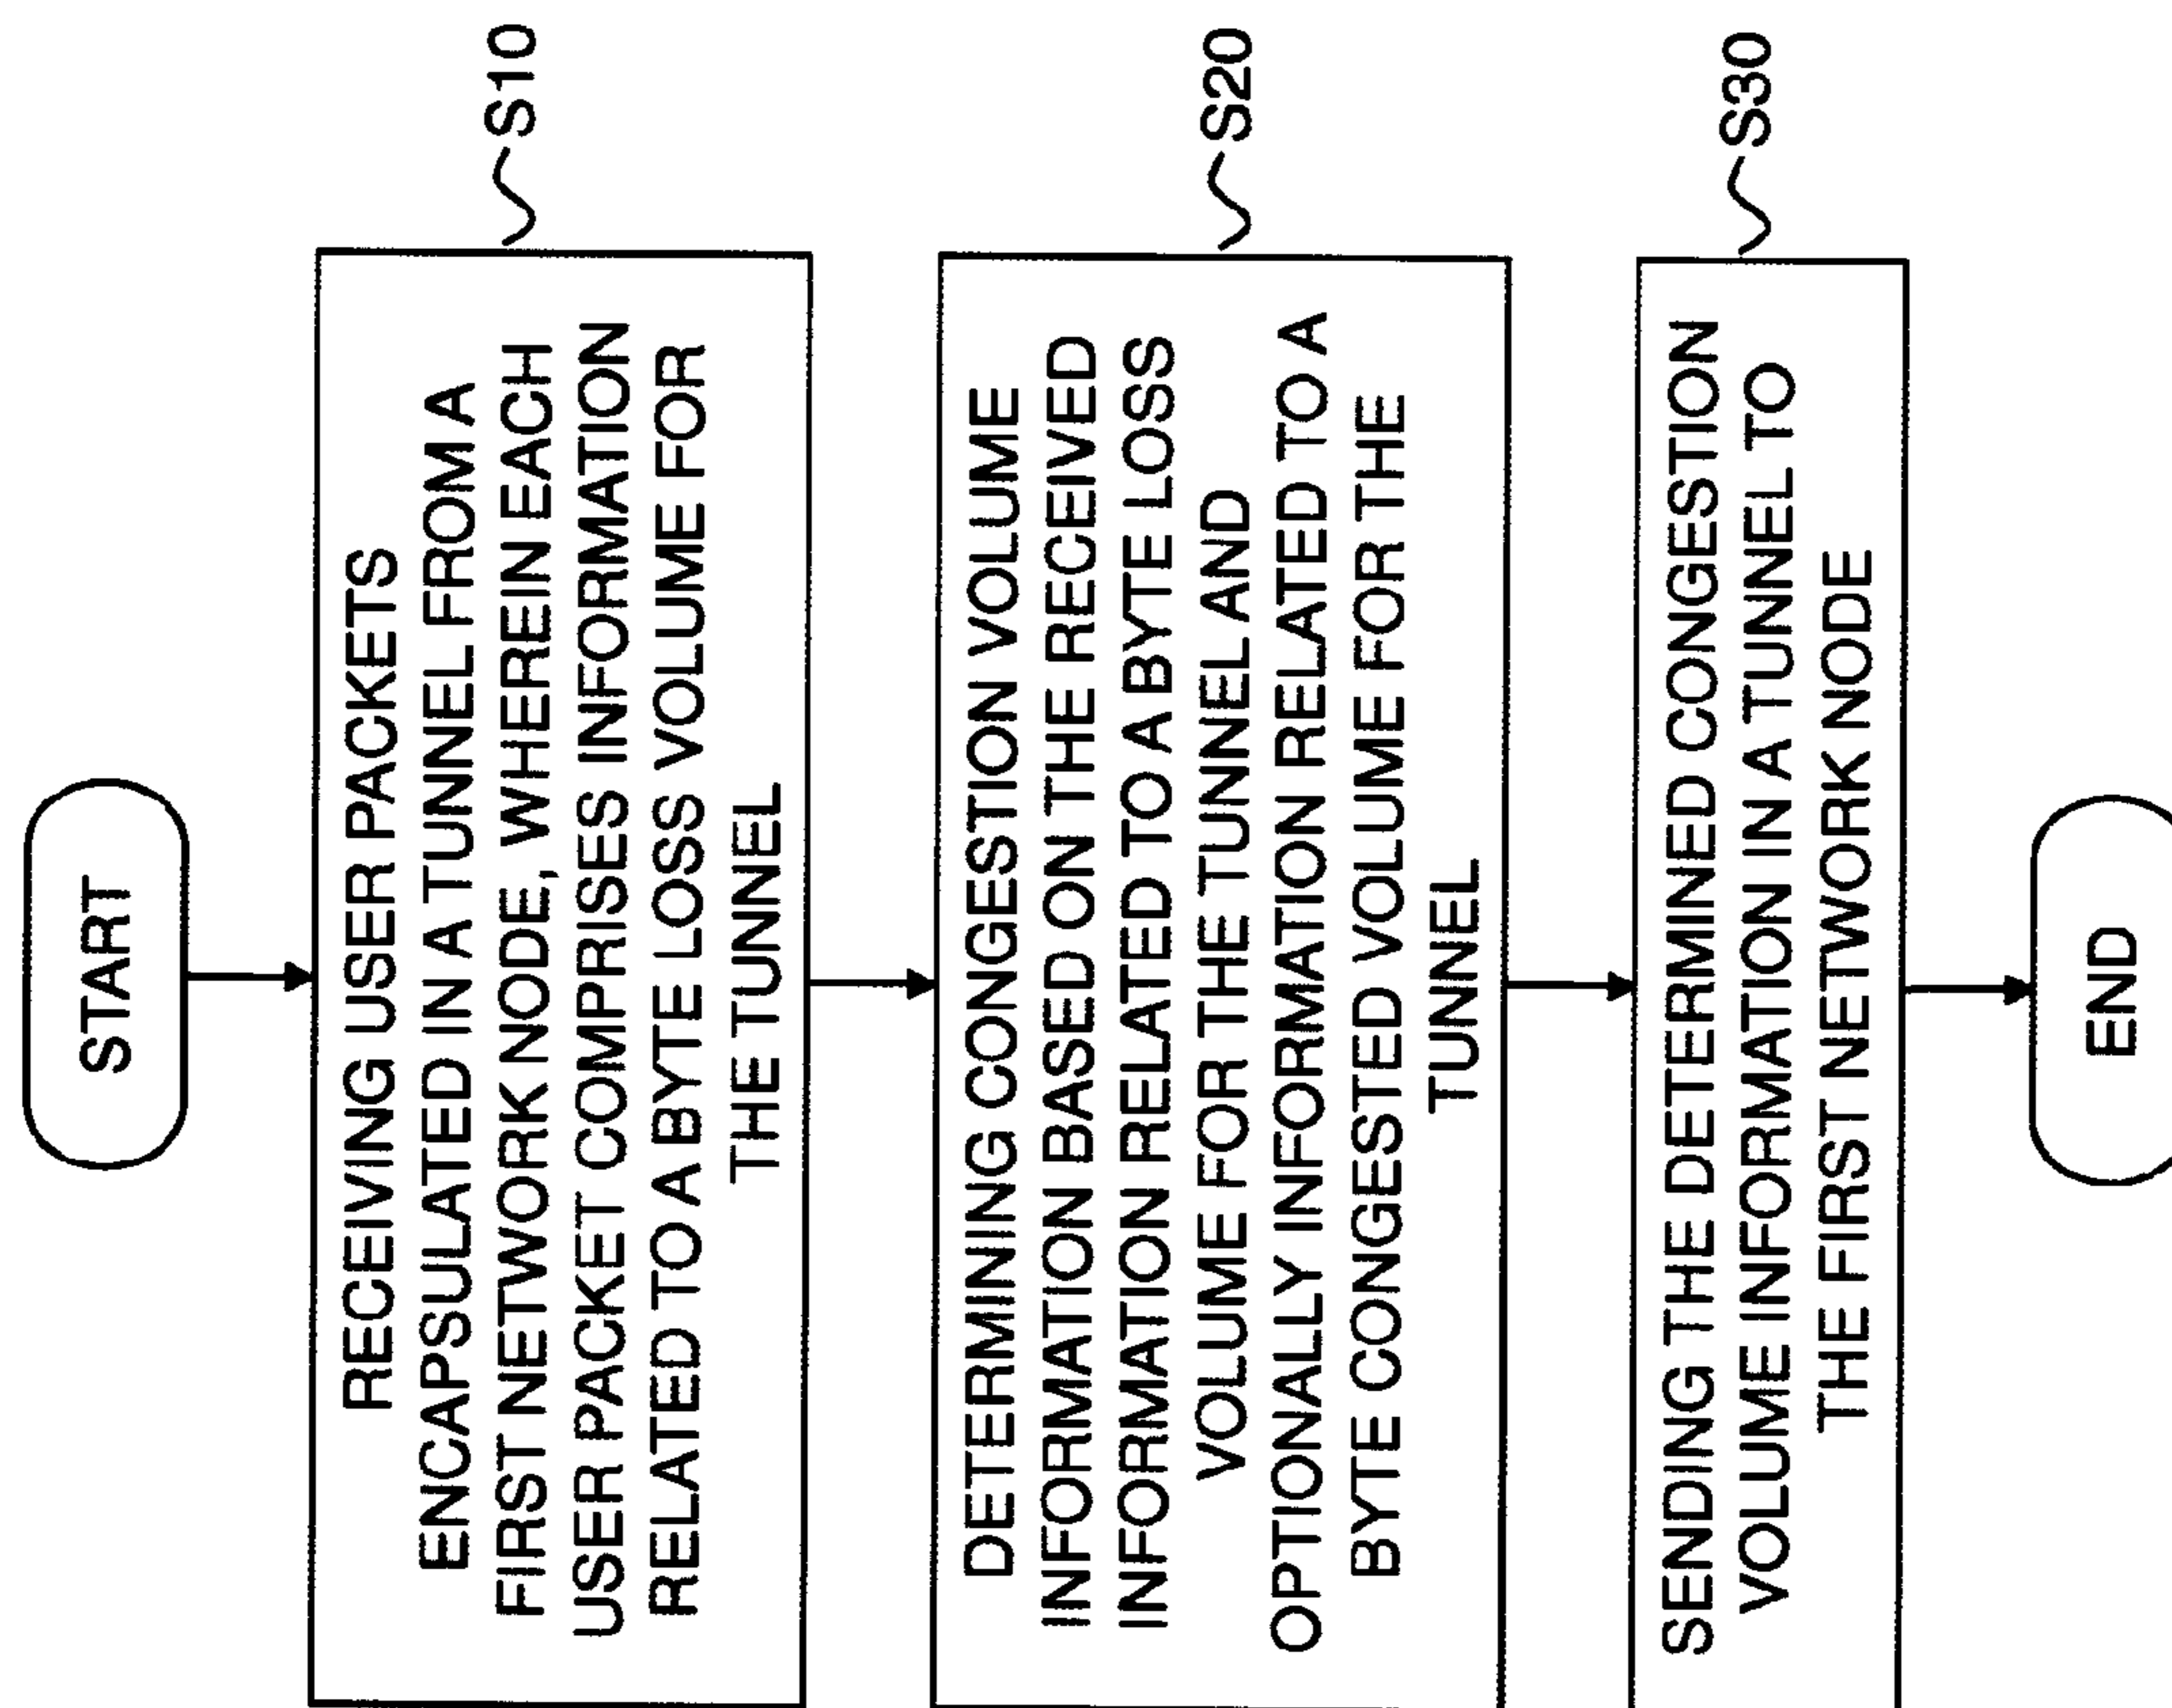 START
RECEIVING USER PACKETS
ENCAPSULATED IN A TUNNEL FROM A
FIRST NETWORK NODE, WHEREIN EACH
USER PACKET COMPRISES INFORMATION
RELATED TO A BYTE LOSS VOLUME FOR
THE TUNNEL
S10
DETERMINING CONGESTION VOLUME
INFORMATION BASED ON THE RECEIVED
INFORMATION RELATED TO A BYTE LOSS
VOLUME FOR THE TUNNEL AND
OPTIONALLY INFORMATION RELATED TO A
BYTE CONGESTED VOLUME FOR THE
TUNNEL
S20
SENDING THE DETERMINED CONGESTION
VOLUME INFORMATION IN A TUNNEL TO
THE FIRST NETWORK NODE
S30
END